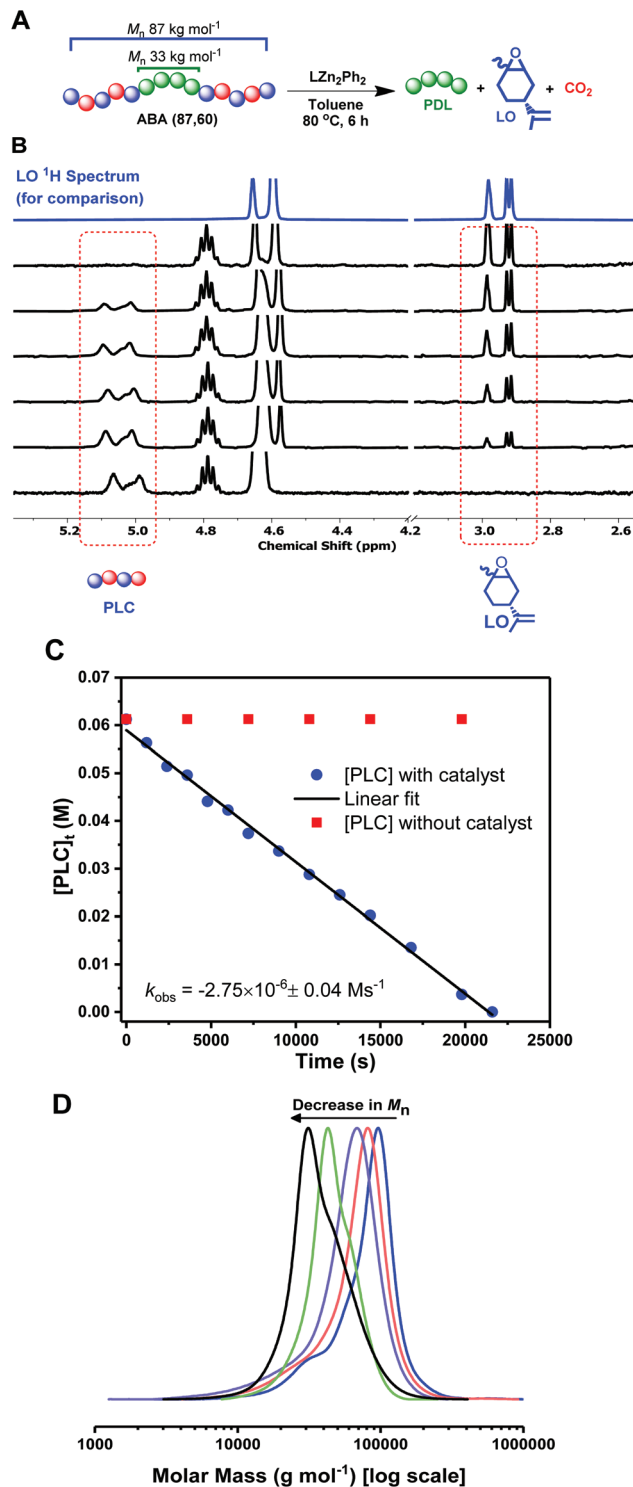 A
Mn 87 kg mol-1
Mn 33 kg mol-1
ABA (87,60)
LZn2Ph2
Toluene
80 oC, 6 h
PDL
+
O
LO
+
CO2
B
LO 1H Spectrum
(for comparison)
5.2 5.0 4.8 4.6 4.4 4.2 3.0 2.8 2.6
Chemical Shift (ppm)
PLC
O
LO
C
[PLC]t (M)
0.07
0.06
0.05
0.04
0.03
0.02
0.01
0.00
[PLC] with catalyst
Linear fit
[PLC] without catalyst
kobs = -2.75×10-6± 0.04 Ms-1
0 5000 10000 15000 20000 25000
Time (s)
D
Decrease in Mn
1000 10000 100000 1000000
Molar Mass (g mol-1) [log scale]